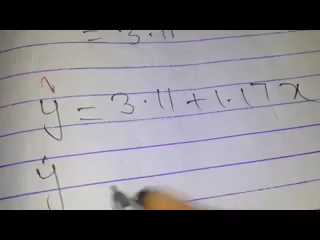 = 3.11
ŷ = 3.11 + 1.17x
ŷ